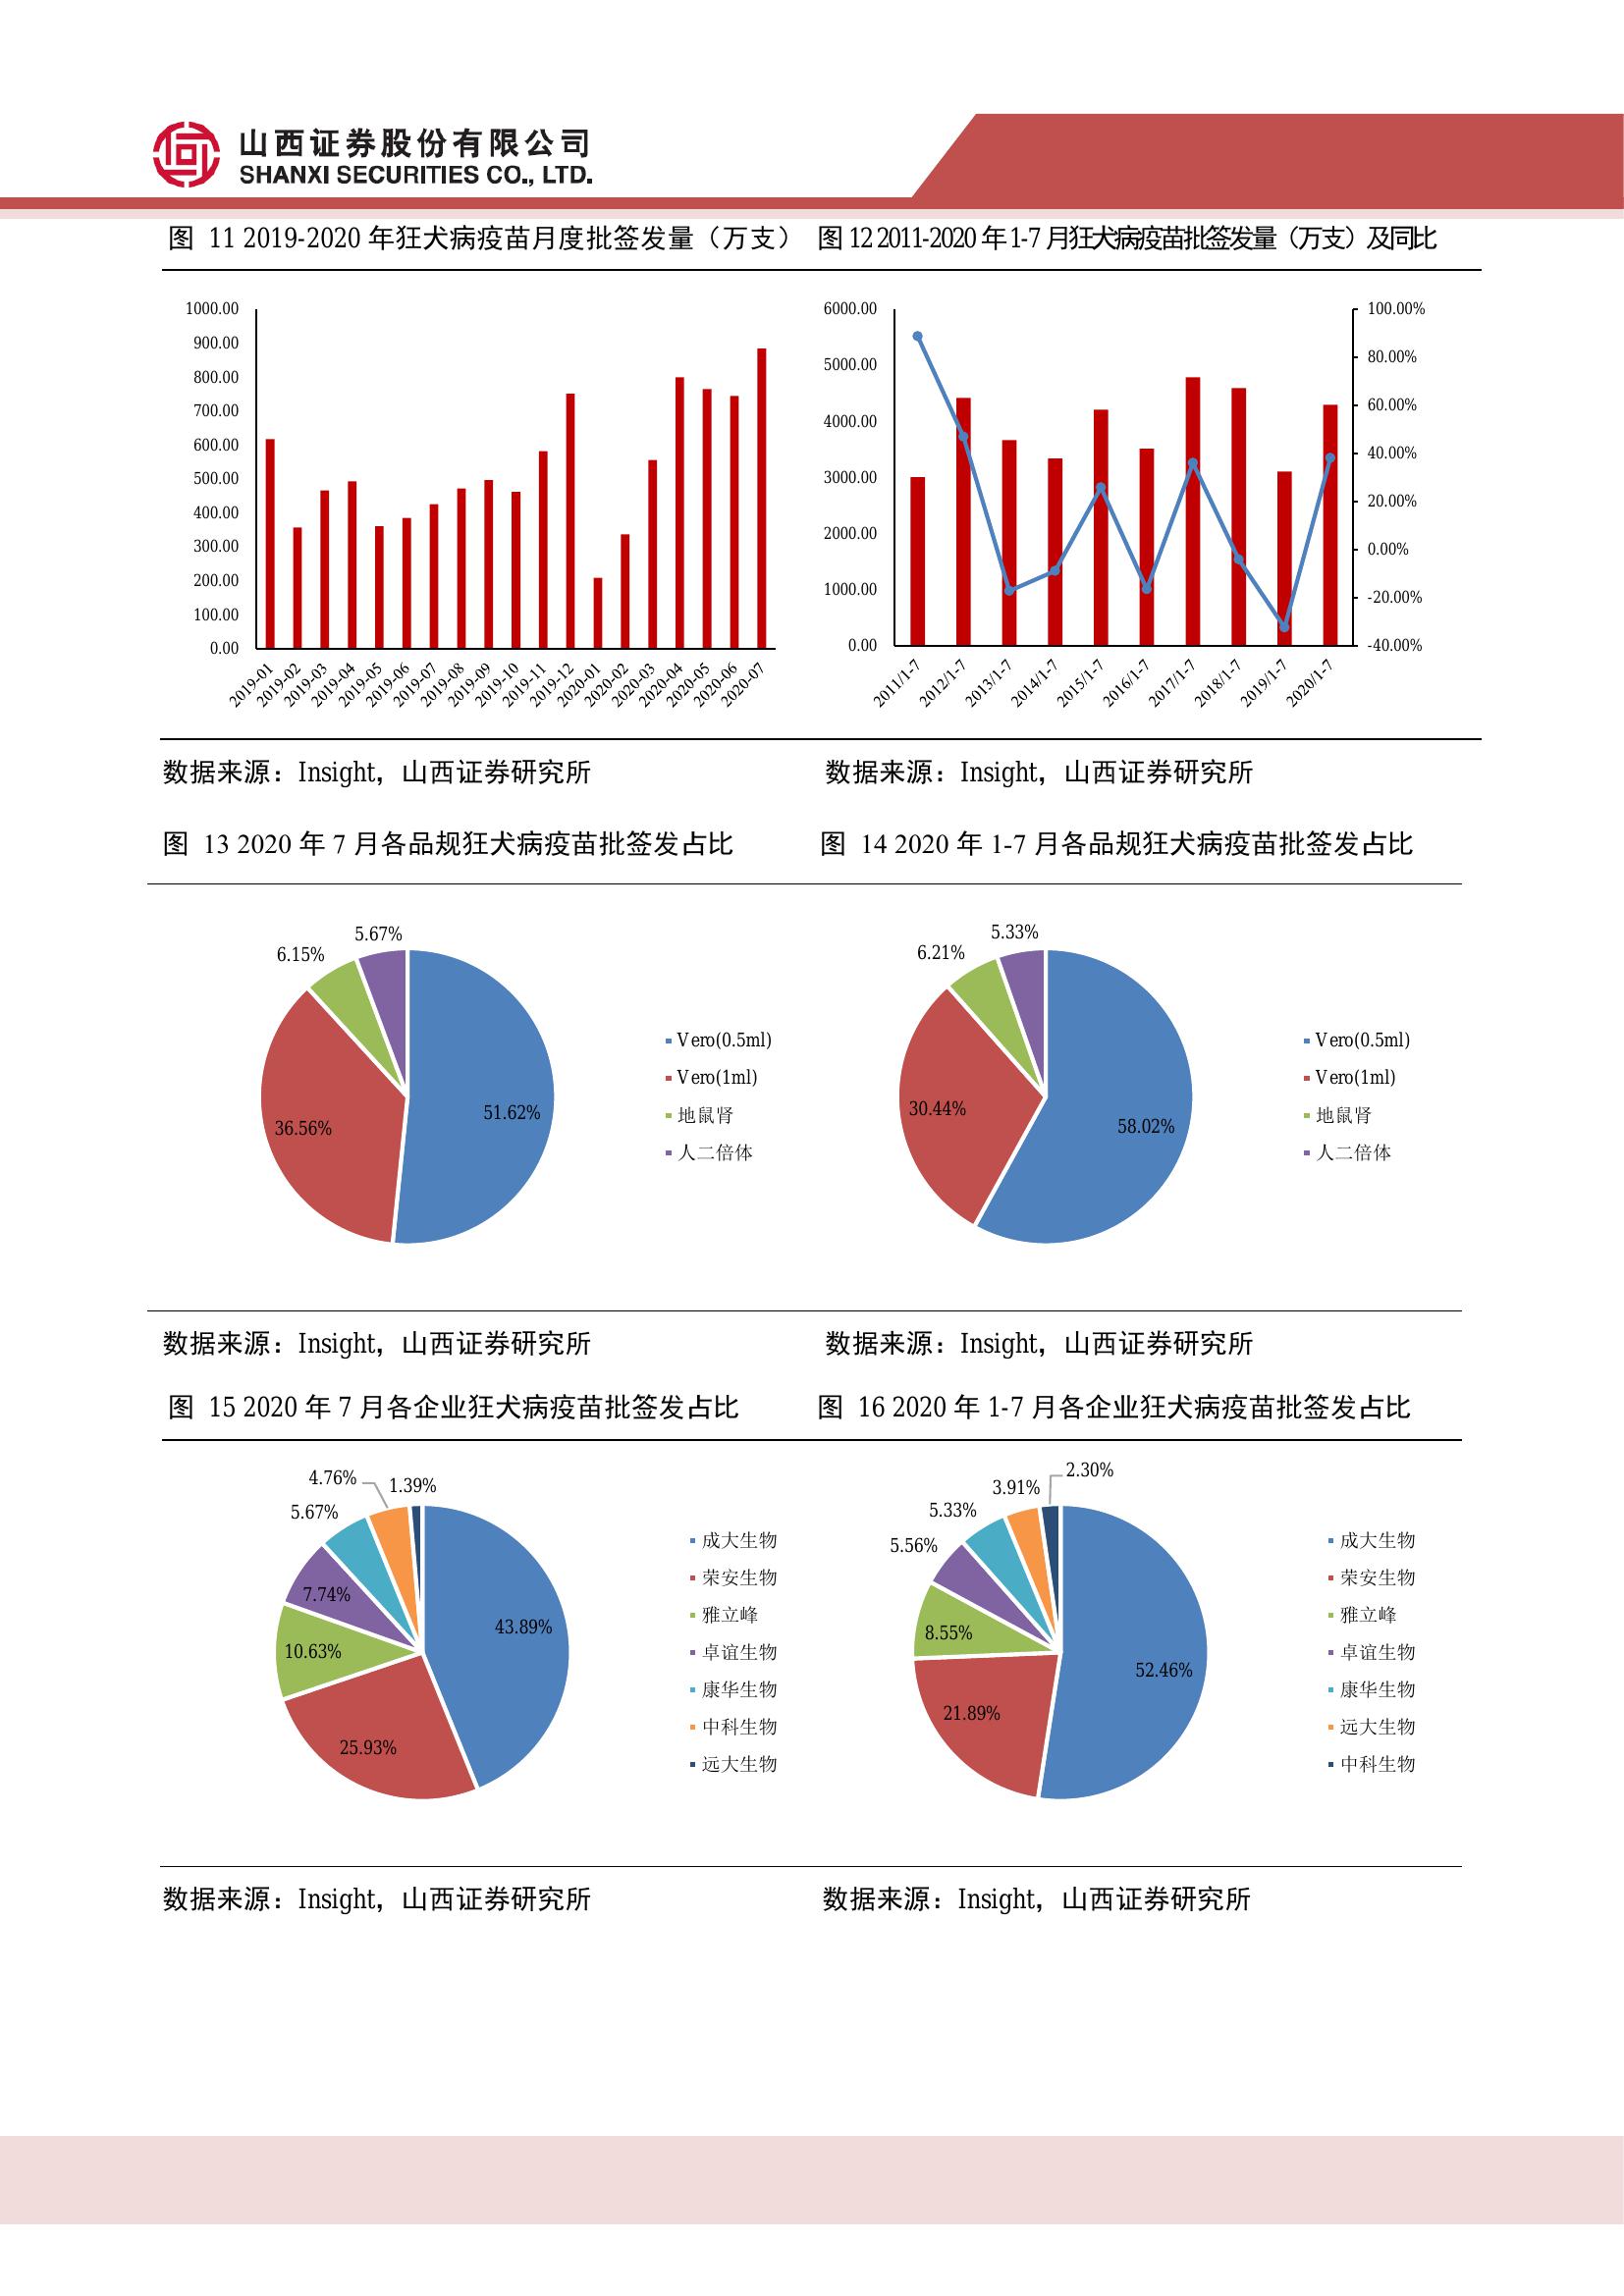 山西证券股份有限公司
SHANXI SECURITIES CO., LTD.
图 11 2019-2020 年狂犬病疫苗月度批签发量（万支）
1000.00
900.00
800.00
700.00
600.00
500.00
400.00
300.00
200.00
100.00
0.00
2019-01
2019-02
2019-03
2019-04
2019-05
2019-06
2019-07
2019-08
2019-09
2019-10
2019-11
2019-12
2020-01
2020-02
2020-03
2020-04
2020-05
2020-06
2020-07
图 12 2011-2020 年 1-7 月狂犬病疫苗批签发量（万支）及同比
6000.00
5000.00
4000.00
3000.00
2000.00
1000.00
0.00
100.00%
80.00%
60.00%
40.00%
20.00%
0.00%
-20.00%
-40.00%
2011/1-7
2012/1-7
2013/1-7
2014/1-7
2015/1-7
2016/1-7
2017/1-7
2018/1-7
2019/1-7
2020/1-7
数据来源：Insight，山西证券研究所
数据来源：Insight，山西证券研究所
图 13 2020 年 7 月各品规狂犬病疫苗批签发占比
5.67%
6.15%
36.56%
51.62%
Vero(0.5ml)
Vero(1ml)
地鼠肾
人二倍体
图 14 2020 年 1-7 月各品规狂犬病疫苗批签发占比
5.33%
6.21%
30.44%
58.02%
Vero(0.5ml)
Vero(1ml)
地鼠肾
人二倍体
数据来源：Insight，山西证券研究所
数据来源：Insight，山西证券研究所
图 15 2020 年 7 月各企业狂犬病疫苗批签发占比
4.76%
1.39%
5.67%
7.74%
10.63%
43.89%
25.93%
成大生物
荣安生物
雅立峰
卓谊生物
康华生物
中科生物
远大生物
图 16 2020 年 1-7 月各企业狂犬病疫苗批签发占比
2.30%
3.91%
5.33%
5.56%
8.55%
52.46%
21.89%
成大生物
荣安生物
雅立峰
卓谊生物
康华生物
远大生物
中科生物
数据来源：Insight，山西证券研究所
数据来源：Insight，山西证券研究所